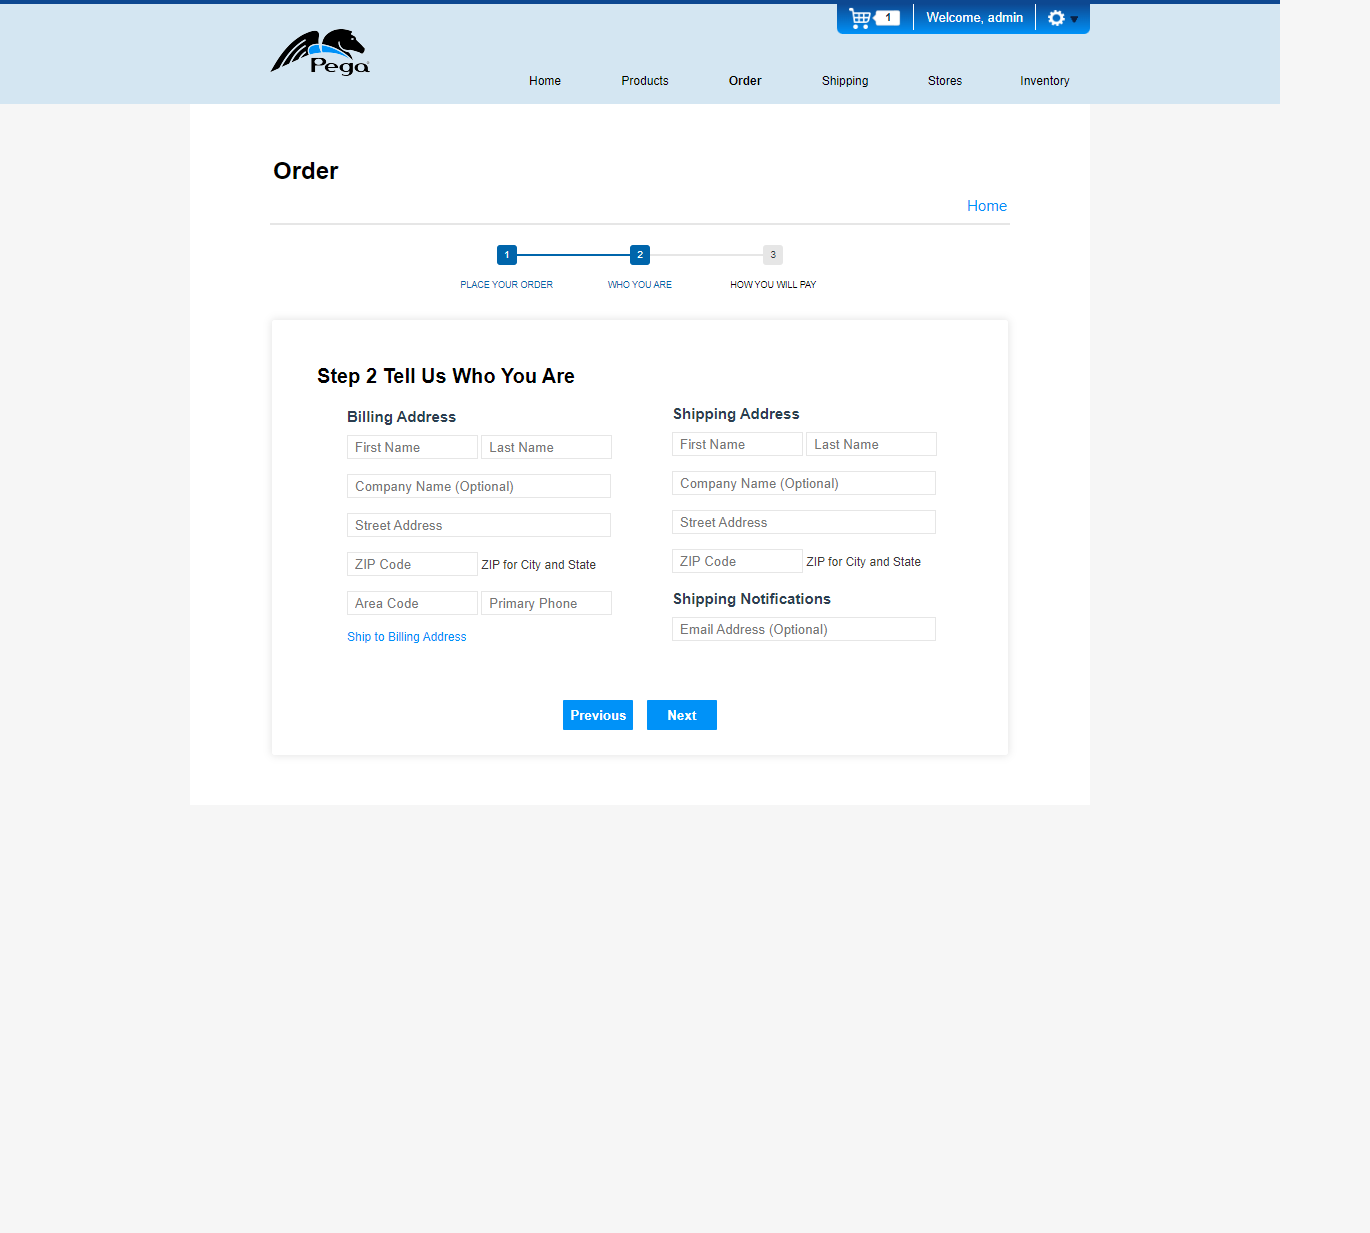 1
Welcome, admin
Pega
Home Products Order Shipping Stores Inventory
Order
Home
1 2 3
PLACE YOUR ORDER WHO YOU ARE HOW YOU WILL PAY
Step 2 Tell Us Who You Are
Billing Address
First Name Last Name
Company Name (Optional)
Street Address
ZIP Code ZIP for City and State
Area Code Primary Phone
Ship to Billing Address
Shipping Address
First Name Last Name
Company Name (Optional)
Street Address
ZIP Code ZIP for City and State
Shipping Notifications
Email Address (Optional)
Previous Next